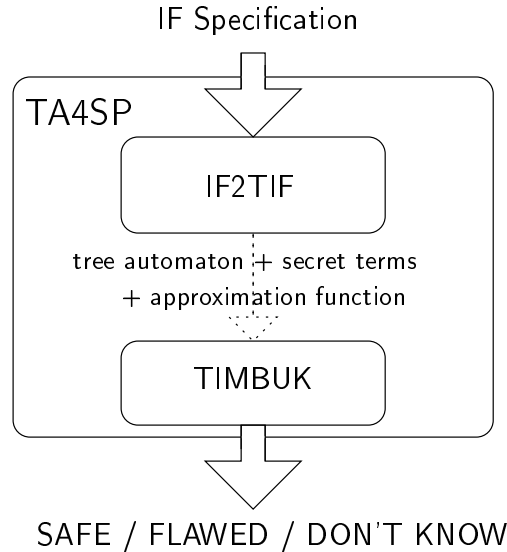 IF Specification
TA4SP
IF2TIF
tree automaton + secret terms
+ approximation function
TIMBUK
SAFE / FLAWED / DON'T KNOW